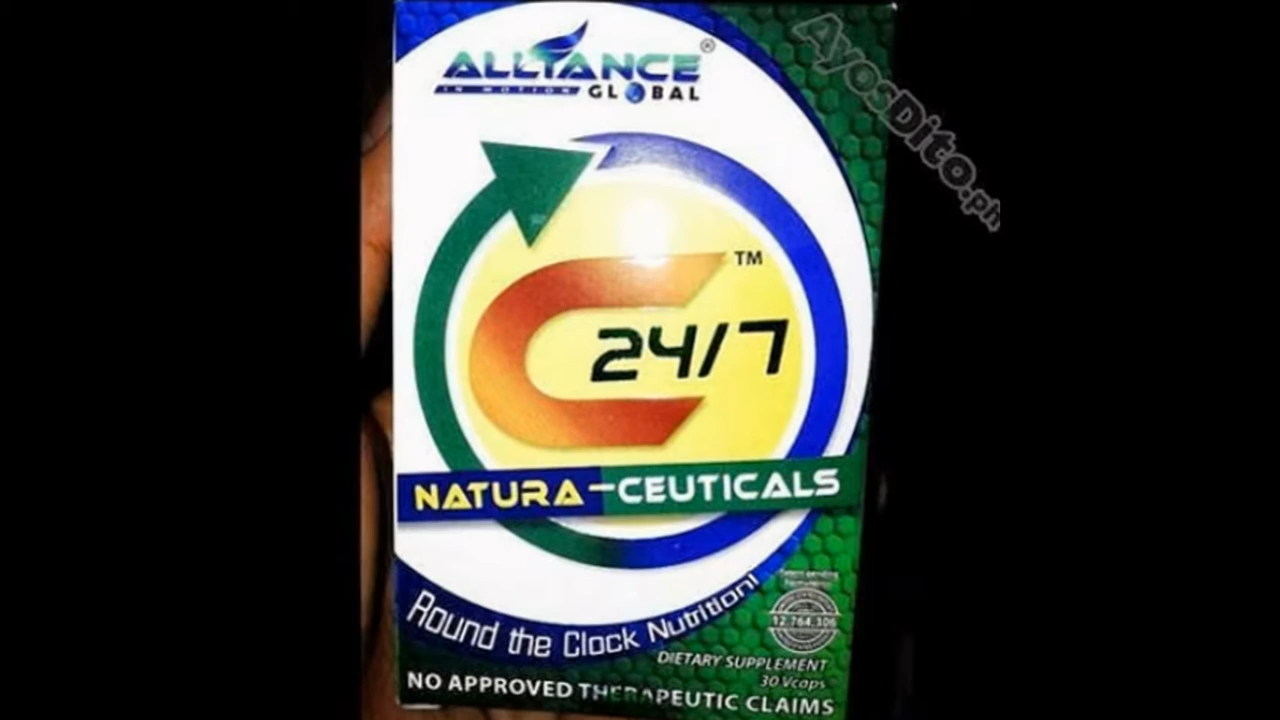 ALLIANCE®
IN MOTION GLOBAL
AyosDito.ph
C 24/7 ™
NATURA-CEUTICALS
Round the Clock Nutrition!
12.764.306
DIETARY SUPPLEMENT
30 Vcaps
NO APPROVED THERAPEUTIC CLAIMS